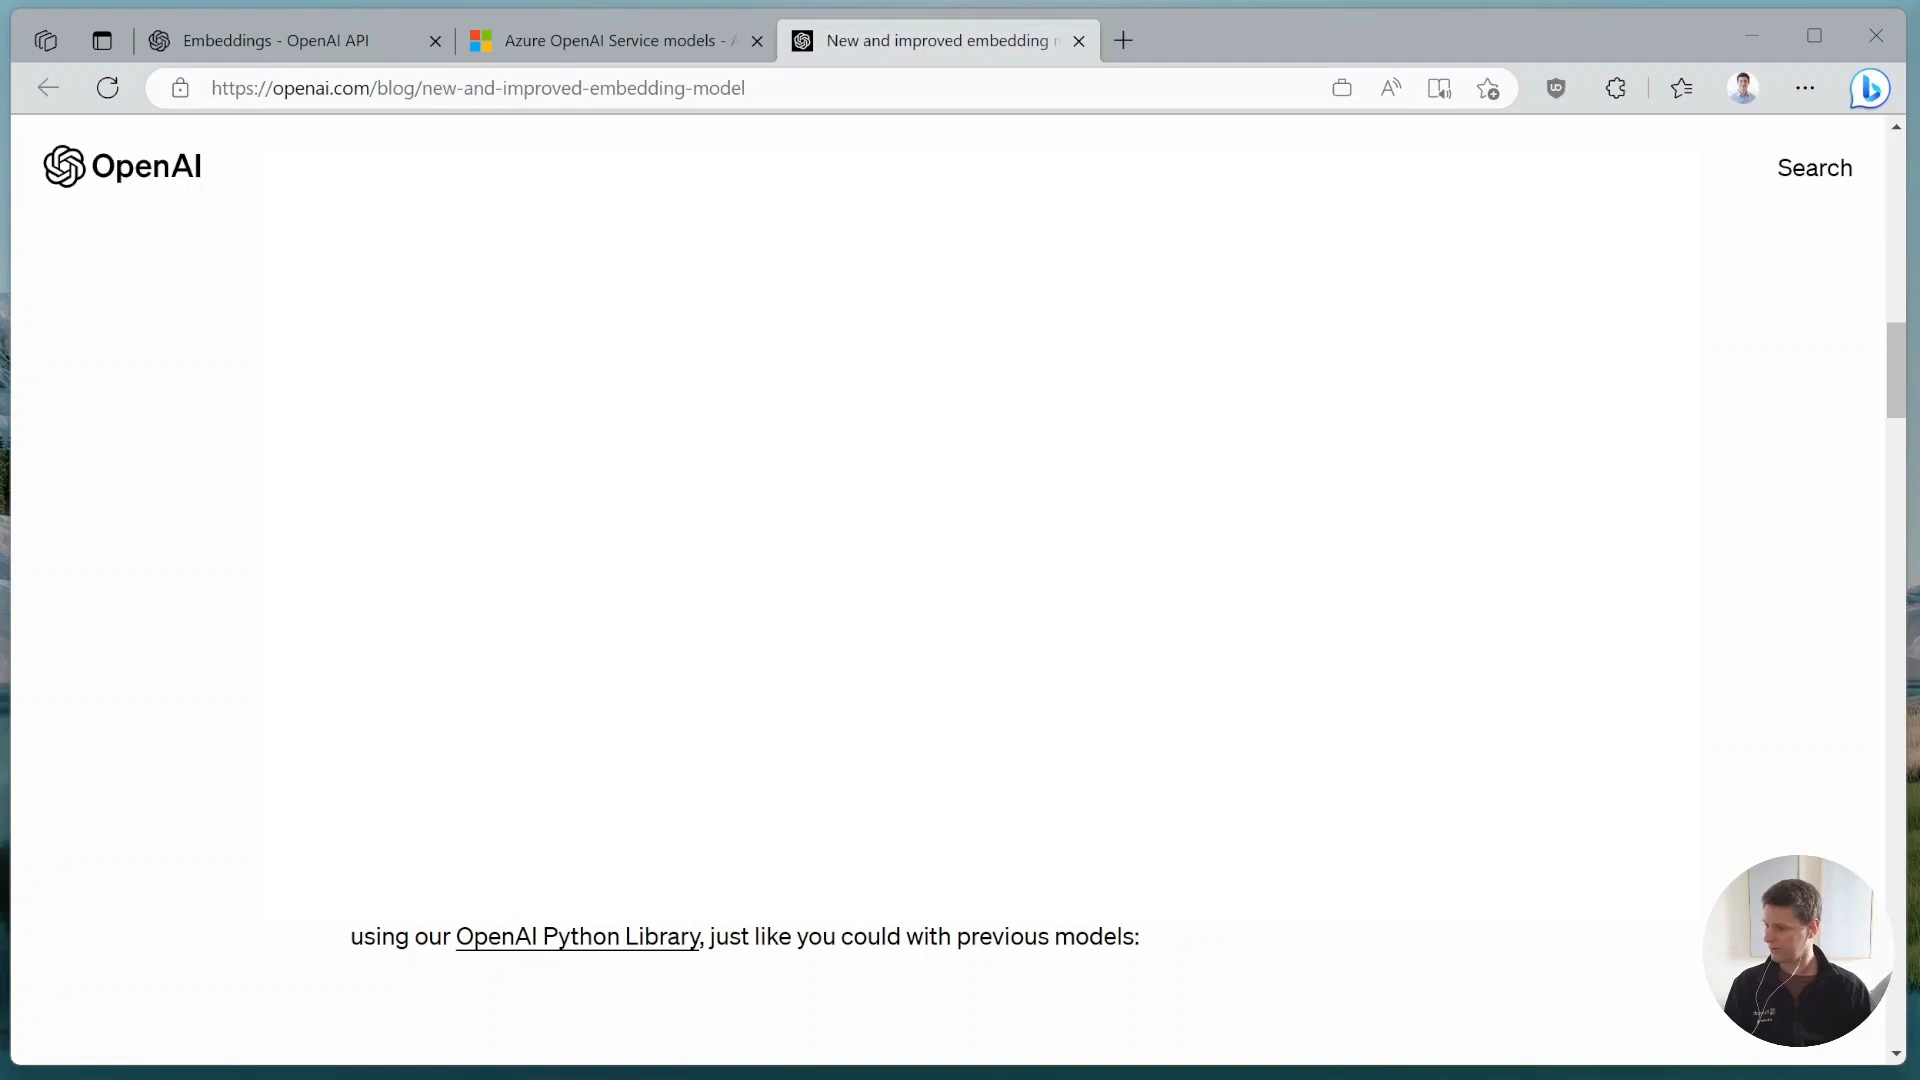 Embeddings - OpenAI API
Azure OpenAI Service models - A
New and improved embedding m
https://openai.com/blog/new-and-improved-embedding-model
OpenAI
Search
using our OpenAI Python Library, just like you could with previous models: